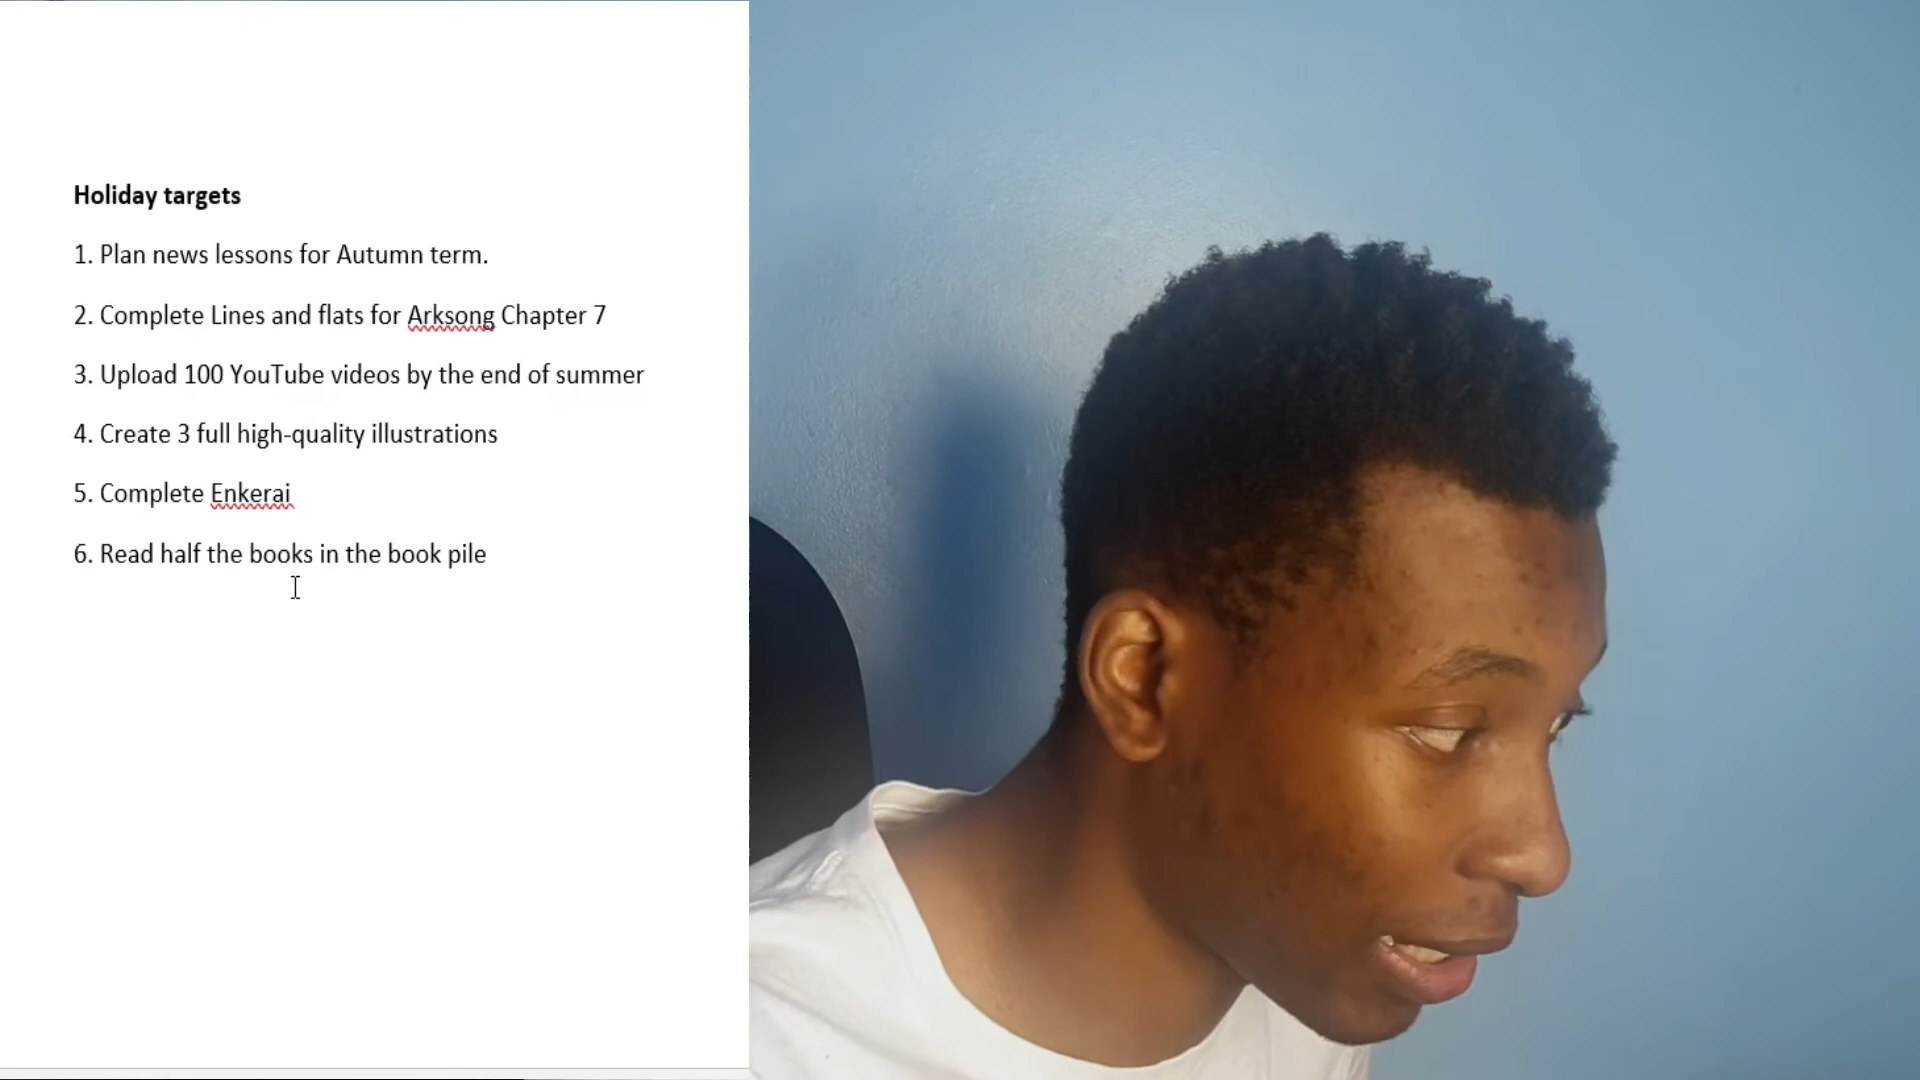 Holiday targets
1. Plan news lessons for Autumn term.
2. Complete Lines and flats for Arksong Chapter 7
3. Upload 100 YouTube videos by the end of summer
4. Create 3 full high-quality illustrations
5. Complete Enkerai
6. Read half the books in the book pile